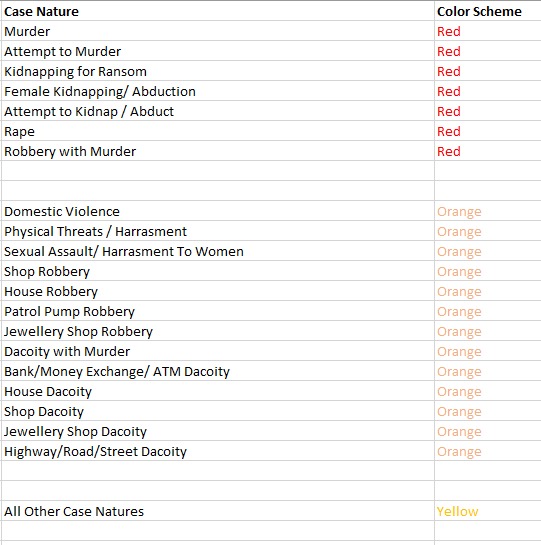 Case Nature Color Scheme
Murder Red
Attempt to Murder Red
Kidnapping for Ransom Red
Female Kidnapping/ Abduction Red
Attempt to Kidnap / Abduct Red
Rape Red
Robbery with Murder Red
Domestic Violence Orange
Physical Threats / Harrasment Orange
Sexual Assault/ Harrasment To Women Orange
Shop Robbery Orange
House Robbery Orange
Patrol Pump Robbery Orange
Jewellery Shop Robbery Orange
Dacoity with Murder Orange
Bank/Money Exchange/ ATM Dacoity Orange
House Dacoity Orange
Shop Dacoity Orange
Jewellery Shop Dacoity Orange
Highway/Road/Street Dacoity Orange
All Other Case Natures Yellow